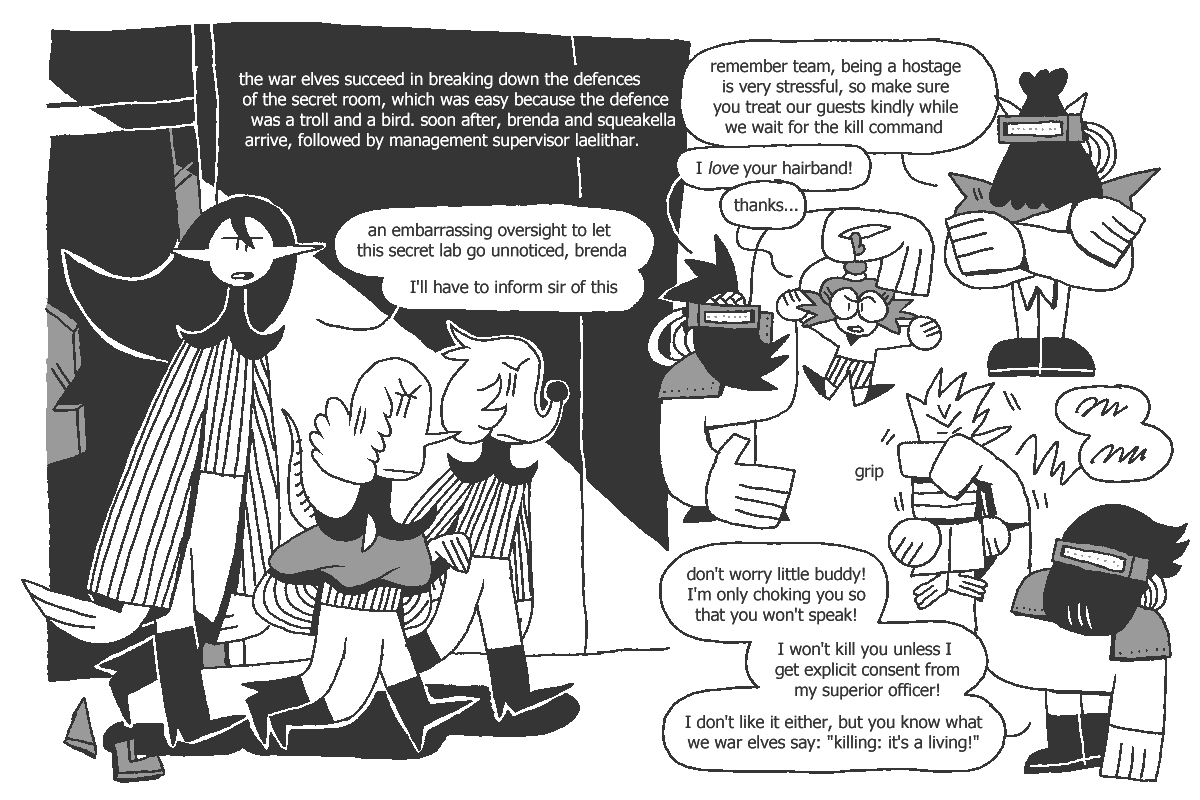 the war elves succeed in breaking down the defences
of the secret room, which was easy because the defence
was a troll and a bird. soon after, brenda and squeakella
arrive, followed by management supervisor laelithar.
an embarrassing oversight to let
this secret lab go unnoticed, brenda
I'll have to inform sir of this
remember team, being a hostage
is very stressful, so make sure
you treat our guests kindly while
we wait for the kill command
I love your hairband!
thanks...
grip
don't worry little buddy!
I'm only choking you so
that you won't speak!
I won't kill you unless I
get explicit consent from
my superior officer!
I don't like it either, but you know what
we war elves say: "killing: it's a living!"